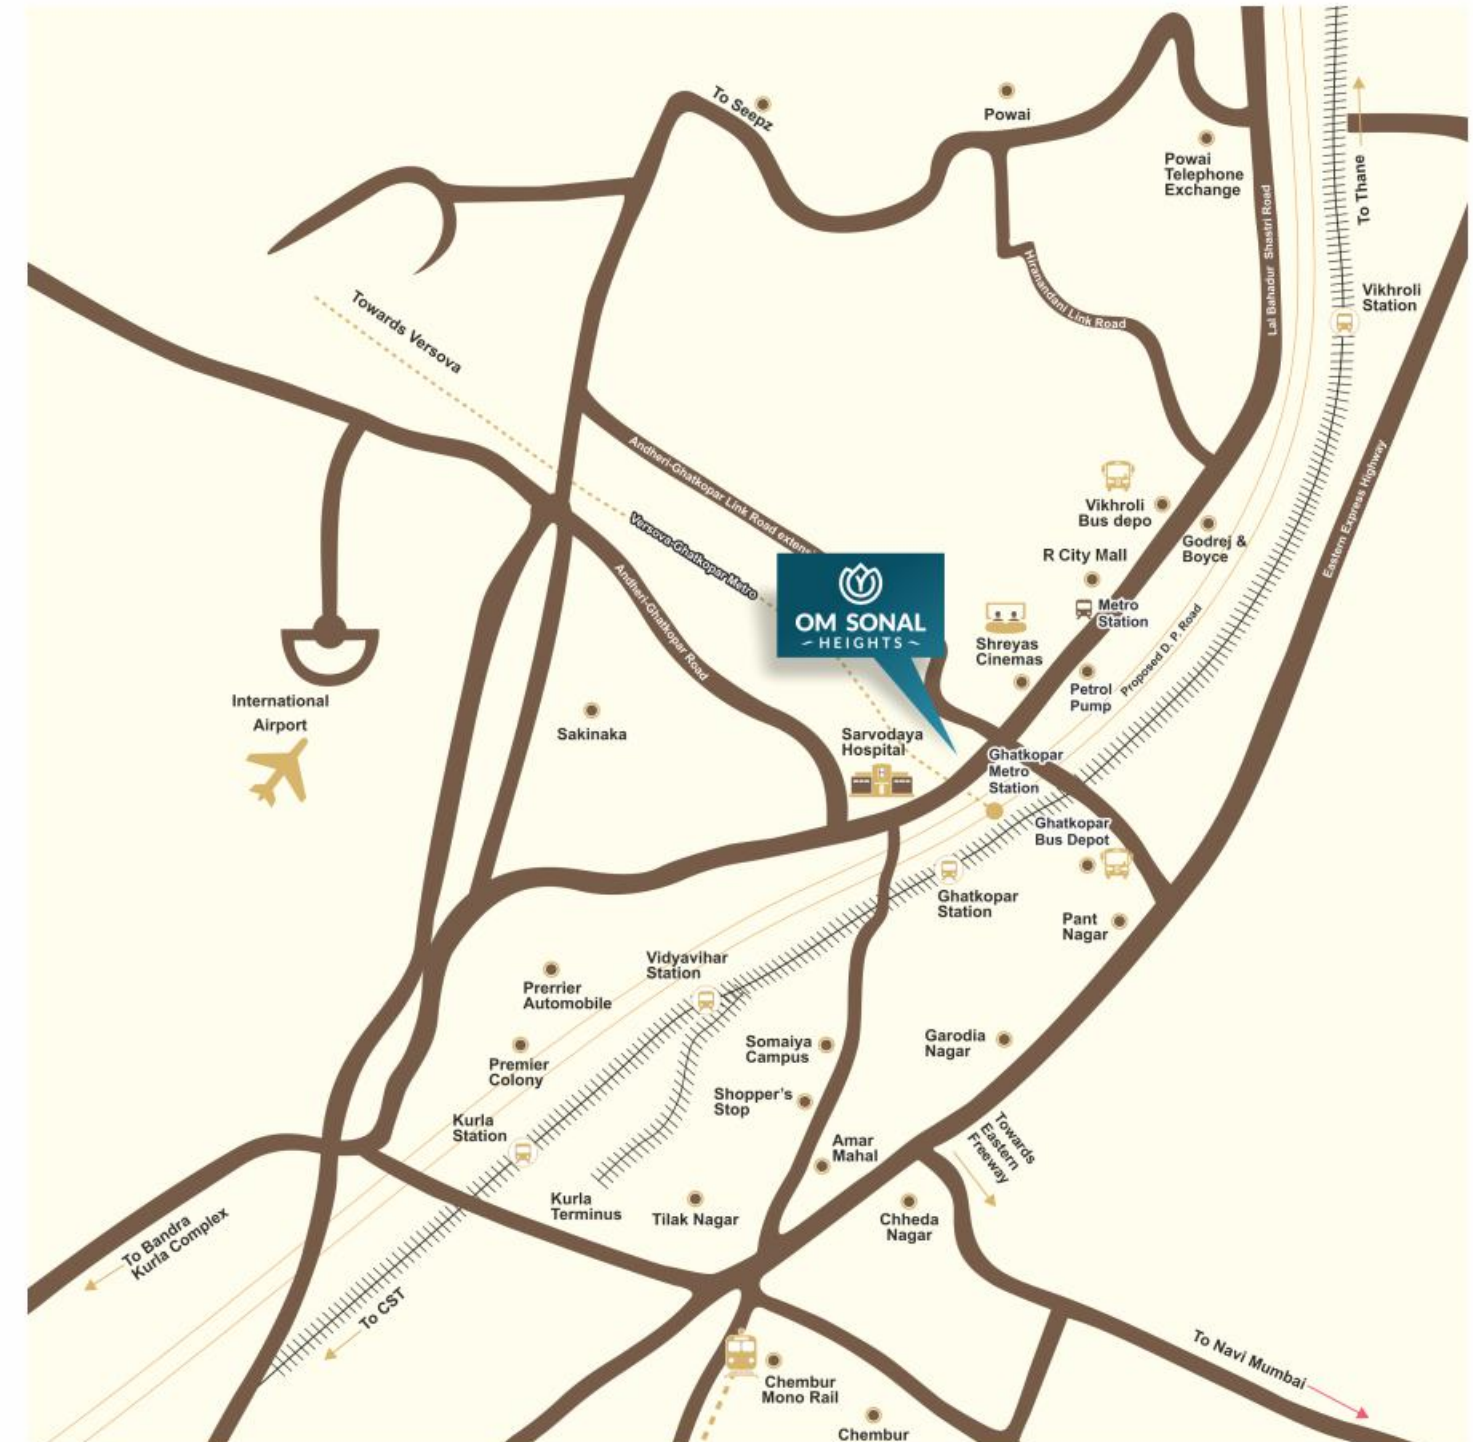 To Seepz
Powai
Powai
Telephone
Exchange
Lal Bahadur Shastri Road
To Thane
Vikhroli
Station
Hiranandani Link Road
Towards Versova
Andheri-Ghatkopar Link Road exten
Versova-Ghatkopar Metro
Andheri-Ghatkopar Road
Eastern Express Highway
Vikhroli
Bus depo
Godrej &
Boyce
R City Mall
Metro
Station
OM SONAL
HEIGHTS
Shreyas
Cinemas
Petrol
Pump
Proposed D. P. Road
International
Airport
Sakinaka
Sarvodaya
Hospital
Ghatkopar
Metro
Station
Ghatkopar
Bus Depot
Ghatkopar
Station
Pant
Nagar
Vidyavihar
Station
Prerrier
Automobile
Premier
Colony
Somaiya
Campus
Garodia
Nagar
Shopper's
Stop
Kurla
Station
Amar
Mahal
Towards
Eastern
Freeway
Kurla
Terminus
Tilak Nagar
Chheda
Nagar
To Bandra
Kurla Complex
To CST
To Navi Mumbai
Chembur
Mono Rail
Chembur